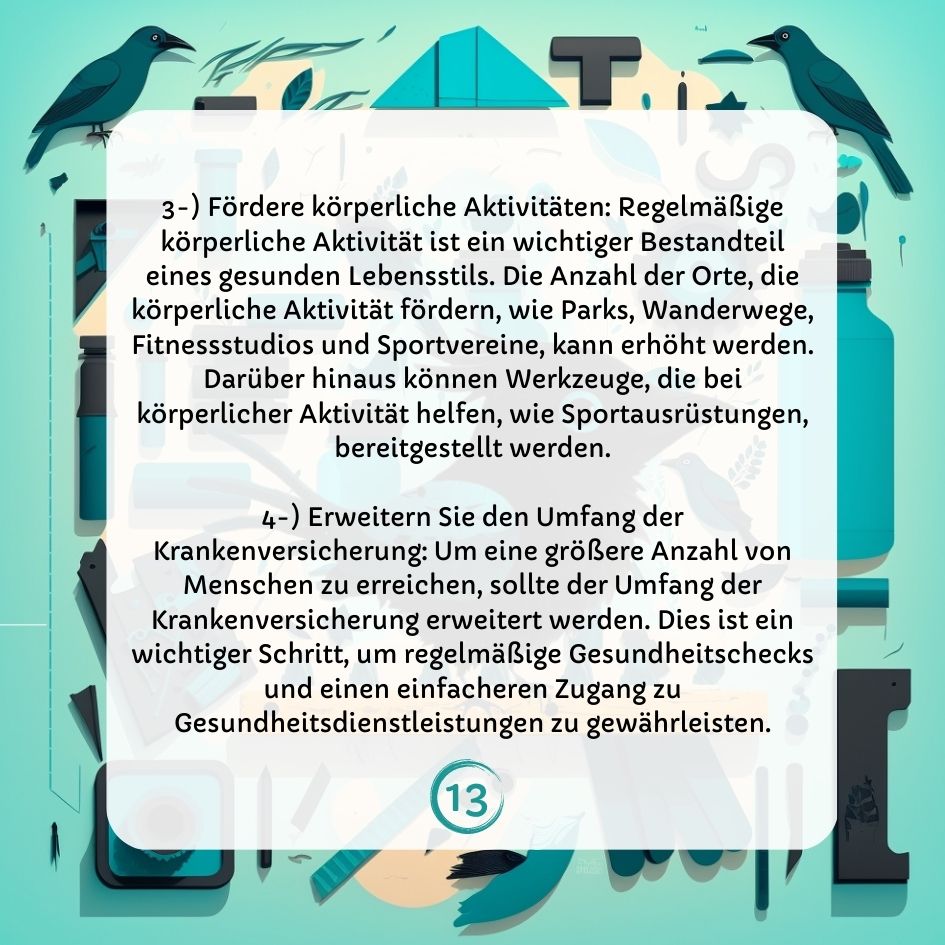 3-) Fördere körperliche Aktivitäten: Regelmäßige
körperliche Aktivität ist ein wichtiger Bestandteil
eines gesunden Lebensstils. Die Anzahl der Orte, die
körperliche Aktivität fördern, wie Parks, Wanderwege,
Fitnessstudios und Sportvereine, kann erhöht werden.
Darüber hinaus können Werkzeuge, die bei
körperlicher Aktivität helfen, wie Sportausrüstungen,
bereitgestellt werden.
4-) Erweitern Sie den Umfang der
Krankenversicherung: Um eine größere Anzahl von
Menschen zu erreichen, sollte der Umfang der
Krankenversicherung erweitert werden. Dies ist ein
wichtiger Schritt, um regelmäßige Gesundheitschecks
und einen einfacheren Zugang zu
Gesundheitsdienstleistungen zu gewährleisten.
13